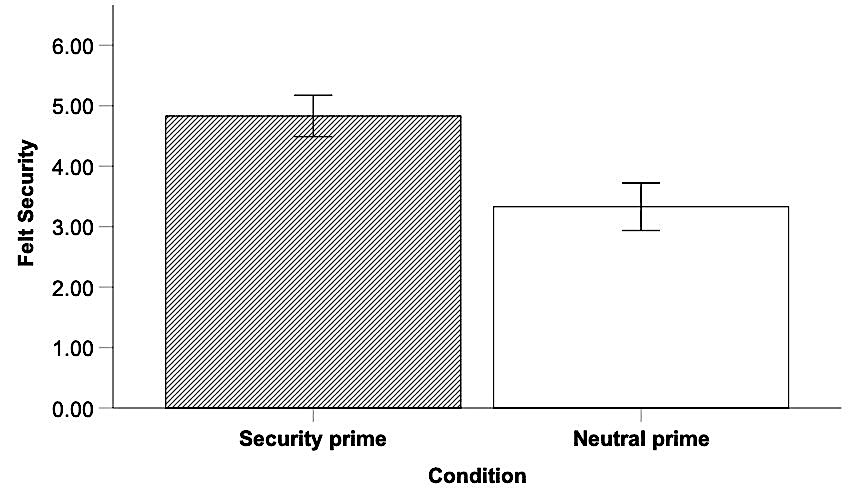 6.00
5.00
4.00
3.00
2.00
1.00
0.00
Felt Security
Security prime
Neutral prime
Condition